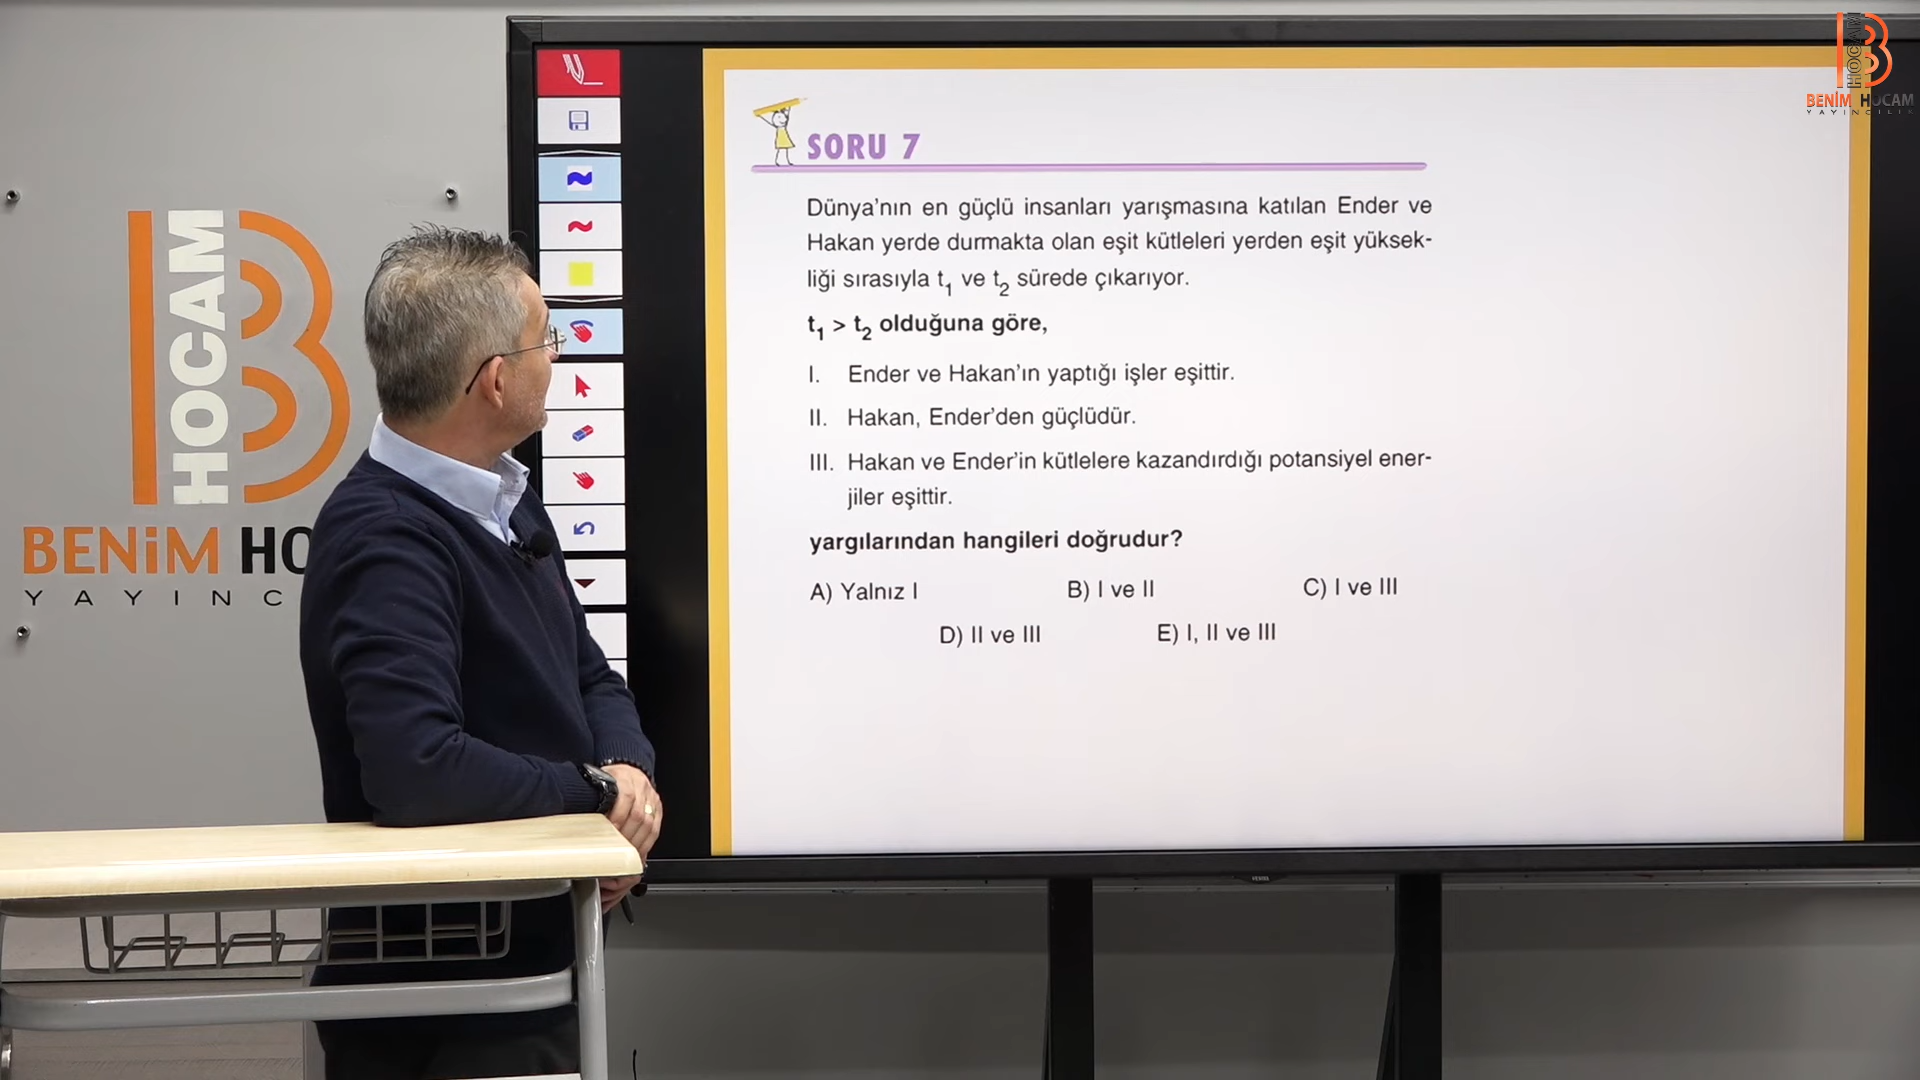 BENİM HOCAM
YAYINCILIK
HOCAM
BENİM HO
YAYINC
SORU 7
Dünya'nın en güçlü insanları yarışmasına katılan Ender ve
Hakan yerde durmakta olan eşit kütleleri yerden eşit yüksek-
liği sırasıyla t1 ve t2 sürede çıkarıyor.
t1 > t2 olduğuna göre,
I. Ender ve Hakan'ın yaptığı işler eşittir.
II. Hakan, Ender'den güçlüdür.
III. Hakan ve Ender'in kütlelere kazandırdığı potansiyel ener-
jiler eşittir.
yargılarından hangileri doğrudur?
A) Yalnız I B) I ve II C) I ve III
D) II ve III E) I, II ve III